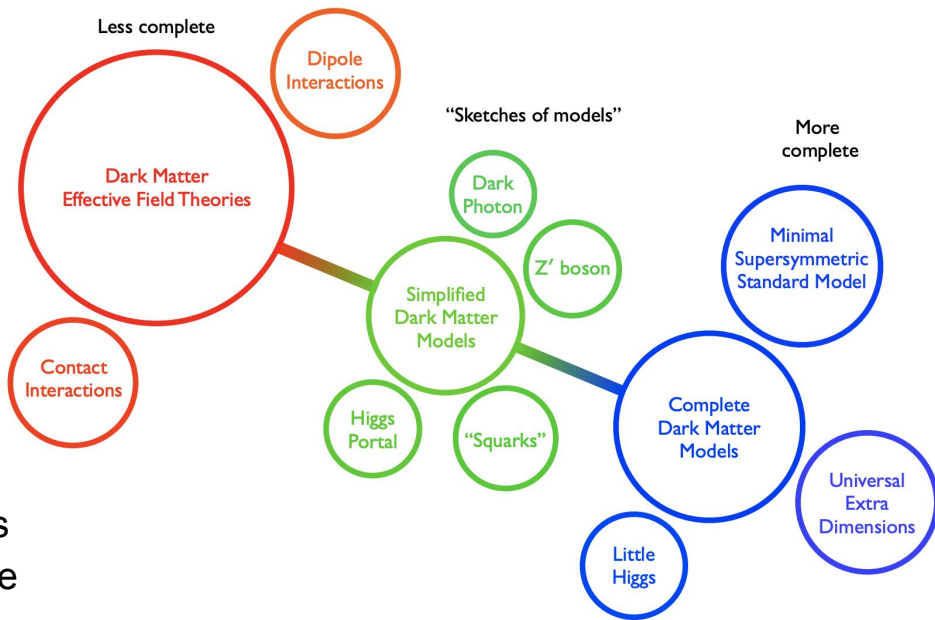 Less complete
Dipole
Interactions
“Sketches of models”
More
complete
Dark Matter
Effective Field Theories
Dark
Photon
Z′ boson
Minimal
Supersymmetric
Standard Model
Simplified
Dark Matter
Models
Contact
Interactions
Higgs
Portal
“Squarks”
Complete
Dark Matter
Models
Universal
Extra
Dimensions
Little
Higgs
s
e